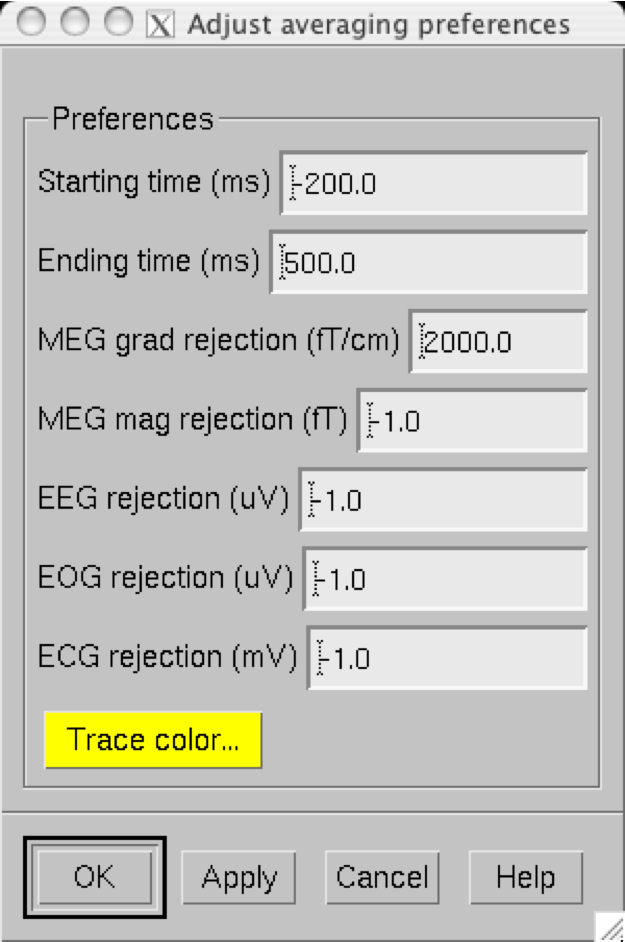 Adjust averaging preferences
Preferences
Starting time (ms) -200.0
Ending time (ms) 500.0
MEG grad rejection (fT/cm) 2000.0
MEG mag rejection (fT) -1.0
EEG rejection (uV) -1.0
EOG rejection (uV) -1.0
ECG rejection (mV) -1.0
Trace color...
OK Apply Cancel Help